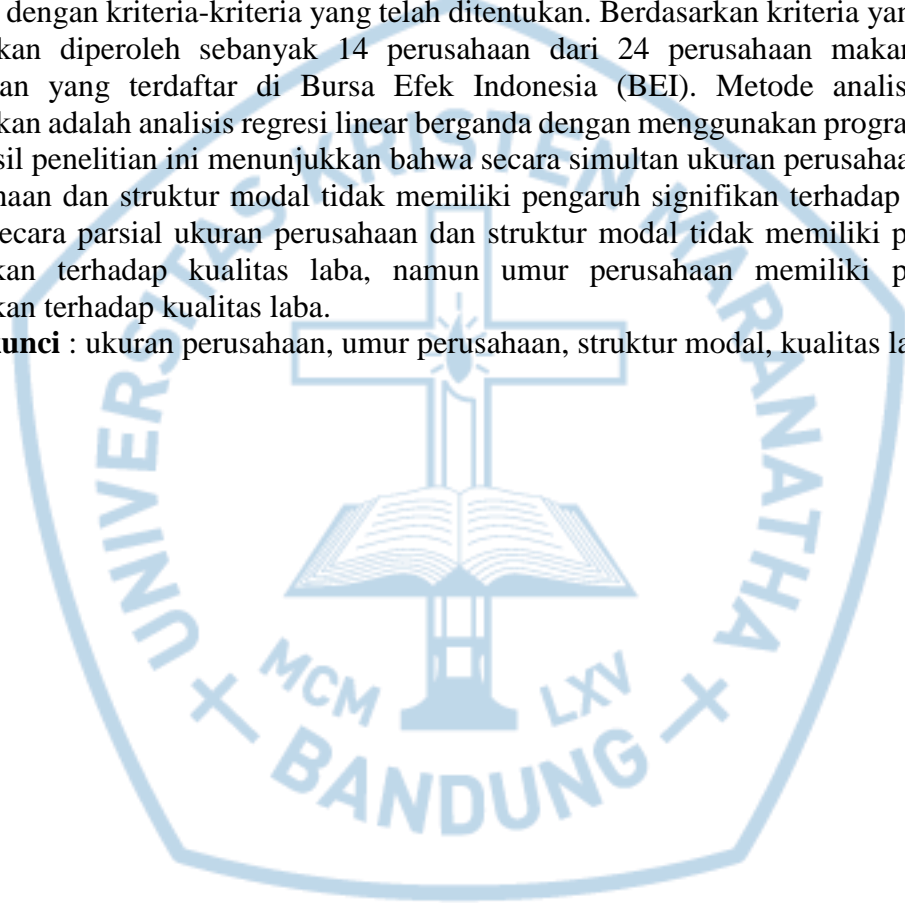 dengan kriteria-kriteria yang telah ditentukan. Berdasarkan kriteria yan
kan diperoleh sebanyak 14 perusahaan dari 24 perusahaan makan
an yang terdaftar di Bursa Efek Indonesia (BEI). Metode analis
kan adalah analisis regresi linear berganda dengan menggunakan progra
sil penelitian ini menunjukkan bahwa secara simultan ukuran perusahaa
haan dan struktur modal tidak memiliki pengaruh signifikan terhadap
ecara parsial ukuran perusahaan dan struktur modal tidak memiliki p
kan terhadap kualitas laba, namun umur perusahaan memiliki p
kan terhadap kualitas laba.
unci : ukuran perusahaan, umur perusahaan, struktur modal, kualitas la
UNIVERSITAS KRISTEN MARANATHA
MCM LXV
BANDUNG